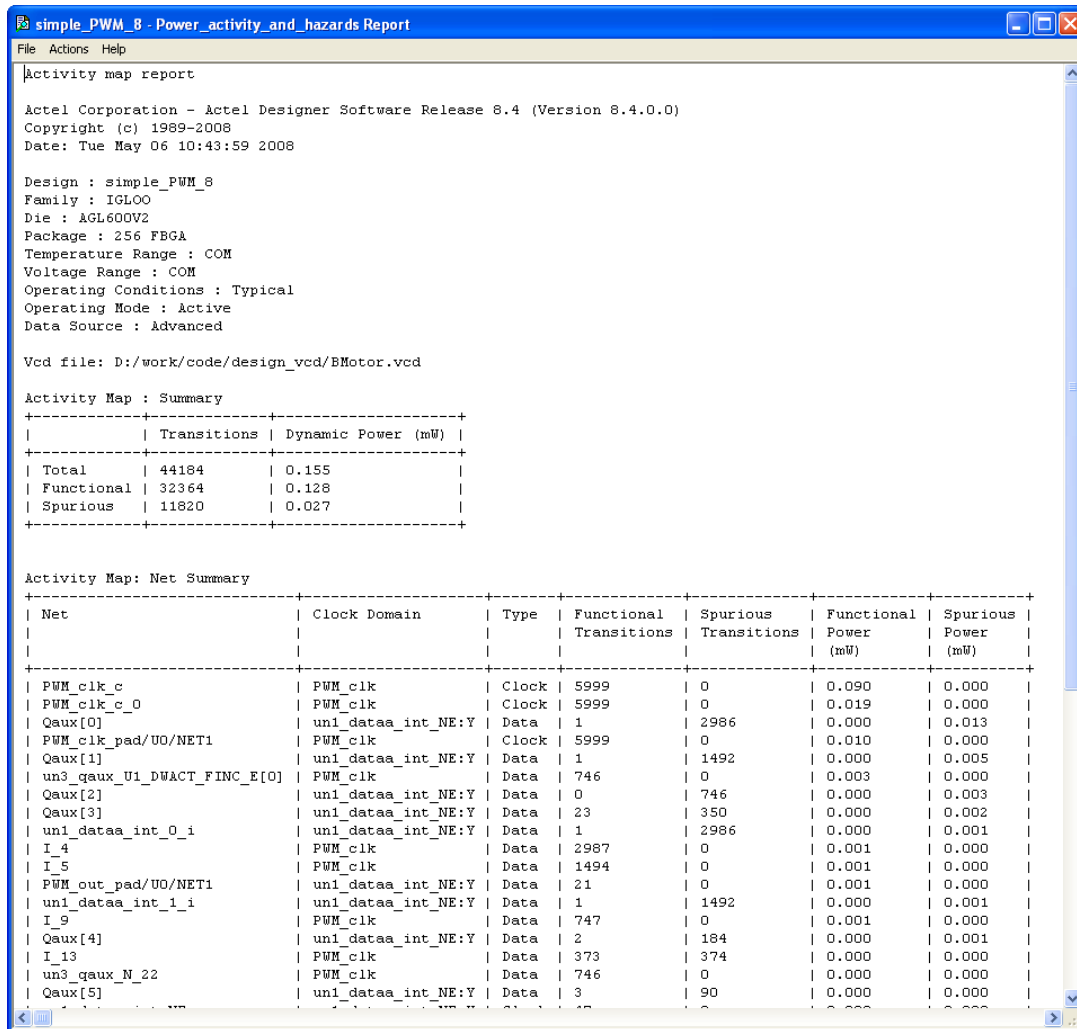 simple_PWM_8 - Power_activity_and_hazards Report
File Actions Help
Activity map report
Actel Corporation - Actel Designer Software Release 8.4 (Version 8.4.0.0)
Copyright (c) 1989-2008
Date: Tue May 06 10:43:59 2008
Design : simple_PWM_8
Family : IGLOO
Die : AGL600V2
Package : 256 FBGA
Temperature Range : COM
Voltage Range : COM
Operating Conditions : Typical
Operating Mode : Active
Data Source : Advanced
Vcd file: D:/work/code/design_vcd/BMotor.vcd
Activity Map : Summary
| | Transitions | Dynamic Power (mW) |
| Total | 44184 | 0.155 |
| Functional | 32364 | 0.128 |
| Spurious | 11820 | 0.027 |
Activity Map: Net Summary
| Net | Clock Domain | Type | Functional | Spurious | Functional | Spurious |
| | | | Transitions | Transitions | Power | Power |
| | | | | | (mW) | (mW) |
| PWM_clk_c | PWM_clk | Clock | 5999 | 0 | 0.090 | 0.000 |
| PWM_clk_c_0 | PWM_clk | Clock | 5999 | 0 | 0.019 | 0.000 |
| Qaux[0] | un1_dataa_int_NE:Y | Data | 1 | 2986 | 0.000 | 0.013 |
| PWM_clk_pad/U0/NET1 | PWM_clk | Clock | 5999 | 0 | 0.010 | 0.000 |
| Qaux[1] | un1_dataa_int_NE:Y | Data | 1 | 1492 | 0.000 | 0.005 |
| un3_qaux_U1_DWACT_FINC_E[0] | PWM_clk | Data | 746 | 0 | 0.003 | 0.000 |
| Qaux[2] | un1_dataa_int_NE:Y | Data | 0 | 746 | 0.000 | 0.003 |
| Qaux[3] | un1_dataa_int_NE:Y | Data | 23 | 350 | 0.000 | 0.002 |
| un1_dataa_int_0_i | un1_dataa_int_NE:Y | Data | 1 | 2986 | 0.000 | 0.001 |
| I_4 | PWM_clk | Data | 2987 | 0 | 0.001 | 0.000 |
| I_5 | PWM_clk | Data | 1494 | 0 | 0.001 | 0.000 |
| PWM_out_pad/U0/NET1 | un1_dataa_int_NE:Y | Data | 21 | 0 | 0.001 | 0.000 |
| un1_dataa_int_1_i | un1_dataa_int_NE:Y | Data | 1 | 1492 | 0.000 | 0.001 |
| I_9 | PWM_clk | Data | 747 | 0 | 0.001 | 0.000 |
| Qaux[4] | un1_dataa_int_NE:Y | Data | 2 | 184 | 0.000 | 0.001 |
| I_13 | PWM_clk | Data | 373 | 374 | 0.000 | 0.000 |
| un3_qaux_N_22 | PWM_clk | Data | 746 | 0 | 0.000 | 0.000 |
| Qaux[5] | un1_dataa_int_NE:Y | Data | 3 | 90 | 0.000 | 0.000 |